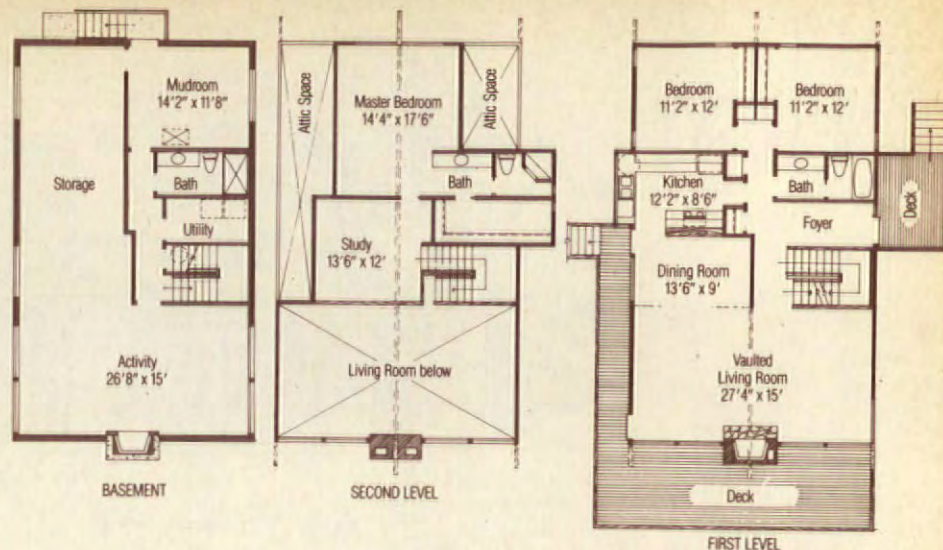 Mudroom
14'2" x 11'8"
Storage
Bath
Utility
Activity
26'8" x 15'
BASEMENT
Attic Space
Master Bedroom
14'4" x 17'6"
Attic Space
Bath
Study
13'6" x 12'
Living Room below
SECOND LEVEL
Bedroom
11'2" x 12'
Bedroom
11'2" x 12'
Kitchen
12'2" x 8'6"
Bath
Foyer
Deck
Dining Room
13'6" x 9'
Vaulted
Living Room
27'4" x 15'
Deck
FIRST LEVEL